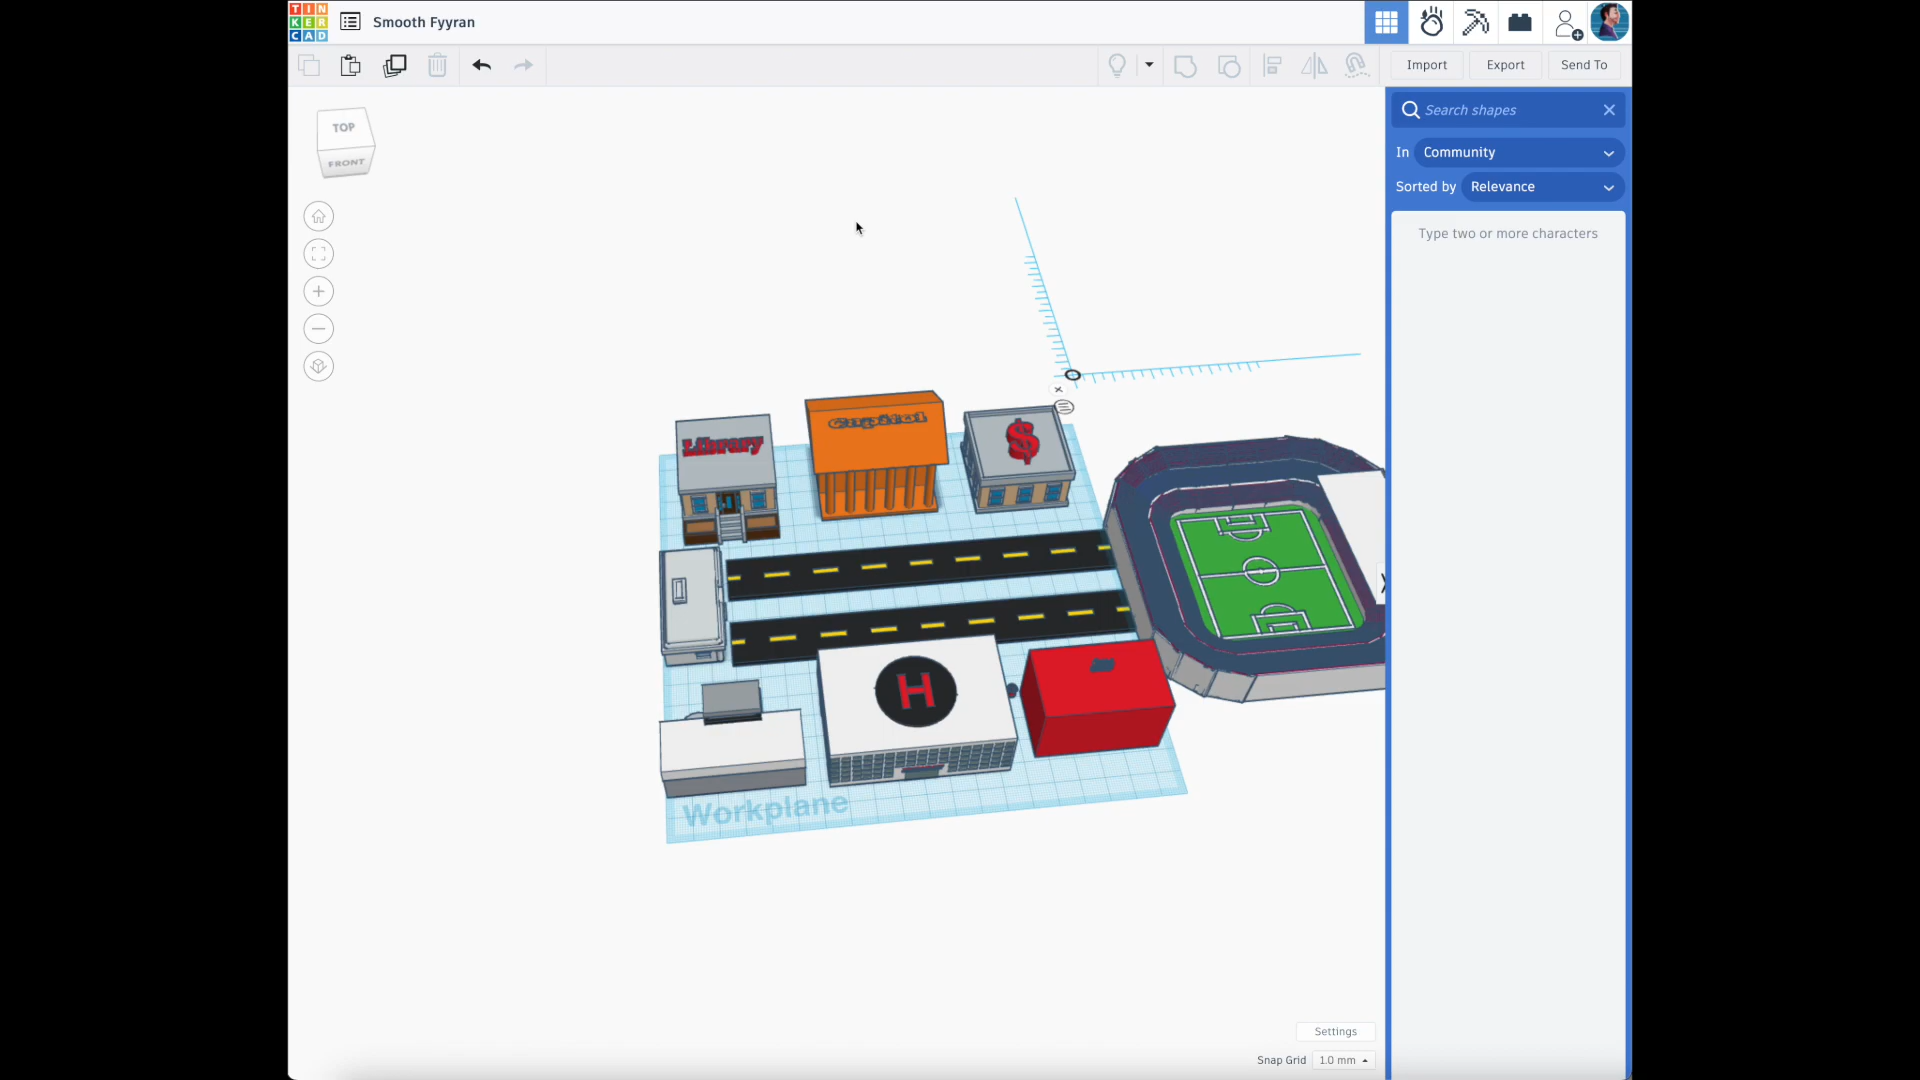 TIN
KER
CAD
Smooth Fyyran
Import
Export
Send To
TOP
FRONT
Search shapes
In Community
Sorted by Relevance
Type two or more characters
Library
Capitol
$
H
Workplane
Settings
Snap Grid 1.0 mm